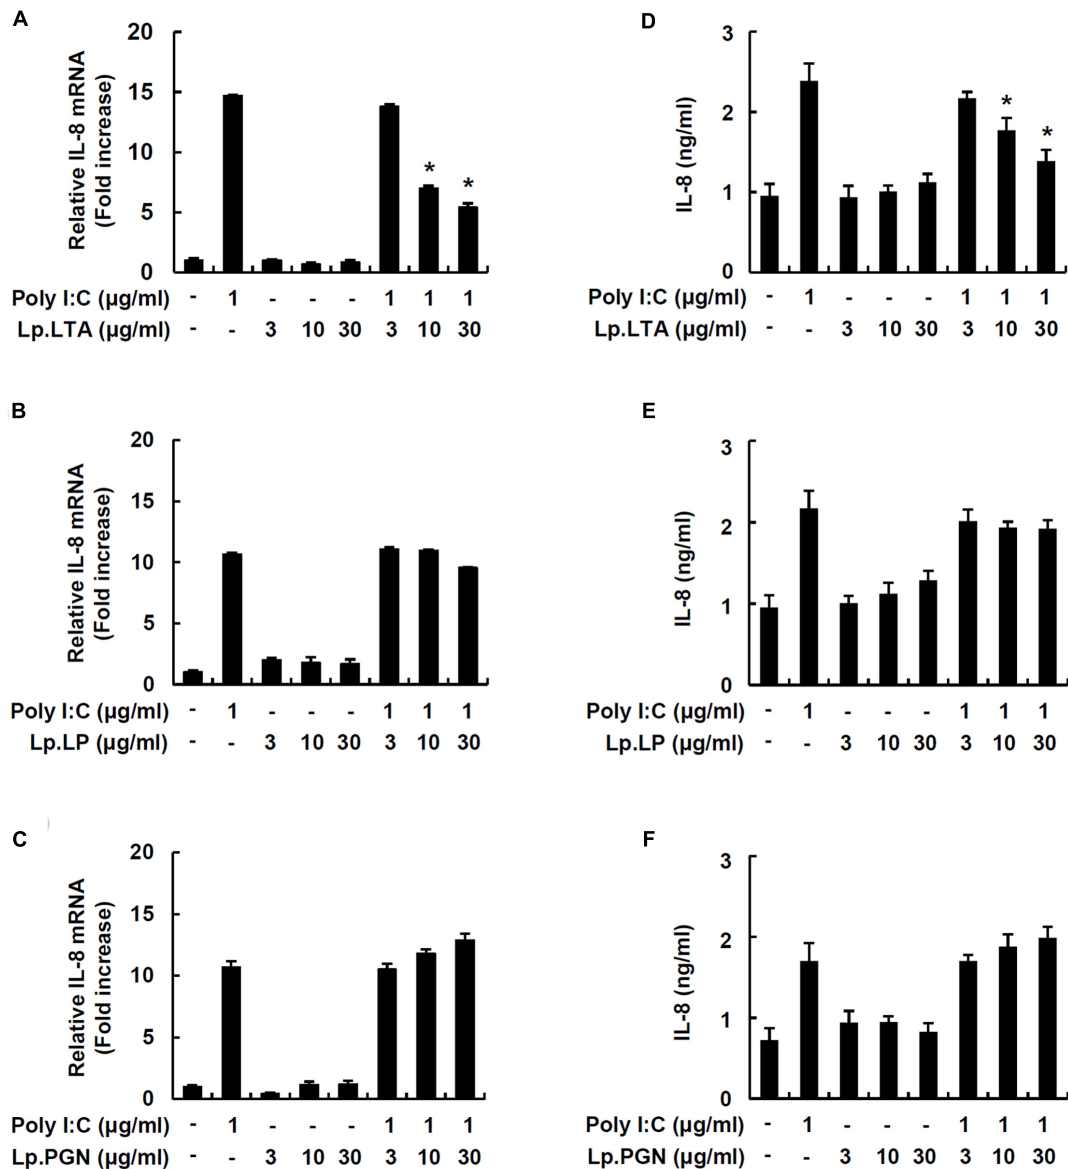 A
Relative IL-8 mRNA
(Fold increase)
20
15
10
5
0
* *
Poly I:C (µg/ml) - 1 - - - 1 1 1
Lp.LTA (µg/ml) - - 3 10 30 3 10 30
D
IL-8 (ng/ml)
3
2
1
0
* *
Poly I:C (µg/ml) - 1 - - - 1 1 1
Lp.LTA (µg/ml) - - 3 10 30 3 10 30
B
Relative IL-8 mRNA
(Fold increase)
20
15
10
5
0
Poly I:C (µg/ml) - 1 - - - 1 1 1
Lp.LP (µg/ml) - - 3 10 30 3 10 30
E
IL-8 (ng/ml)
3
2
1
0
Poly I:C (µg/ml) - 1 - - - 1 1 1
Lp.LP (µg/ml) - - 3 10 30 3 10 30
C
Relative IL-8 mRNA
(Fold increase)
20
15
10
5
0
Poly I:C (µg/ml) - 1 - - - 1 1 1
Lp.PGN (µg/ml) - - 3 10 30 3 10 30
F
IL-8 (ng/ml)
3
2
1
0
Poly I:C (µg/ml) - 1 - - - 1 1 1
Lp.PGN (µg/ml) - - 3 10 30 3 10 30